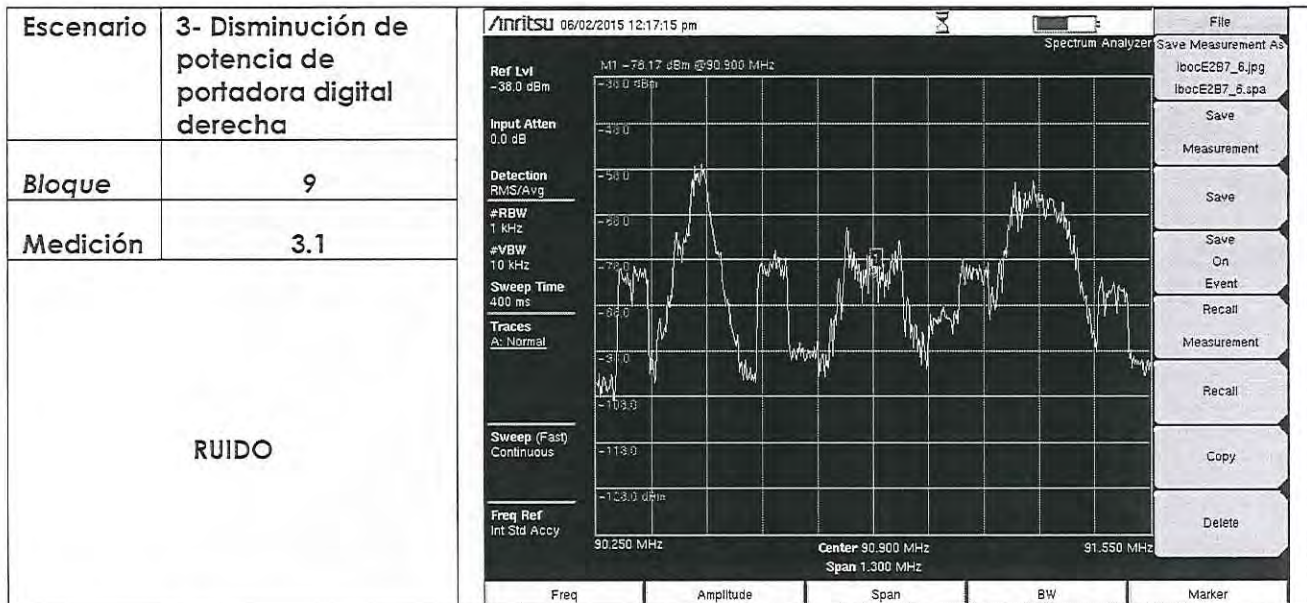 Escenario
3- Disminución de
potencia de
portadora digital
derecha
Bloque
9
Medición
3.1
RUIDO
Anritsu 06/02/2015 12:17:15 pm
Spectrum Analyzer
Ref Lvl
-38.0 dBm
Input Atten
0.0 dB
Detection
RMS/Avg
#RBW
1 kHz
#VBW
10 kHz
Sweep Time
400 ms
Traces
A: Normal
Sweep (Fast)
Continuous
Freq Ref
Int Std Accy
M1 -76.17 dBm @90.900 MHz
-38.0 dBm
-48.0
-58.0
-68.0
-78.0
-88.0
-98.0
-108.0
-118.0
-128.0 dBm
90.250 MHz
Center 90.900 MHz
91.550 MHz
Span 1.300 MHz
File
Save Measurement As
IbocE2B7_6.jpg
IbocE2B7_6.spa
Save
Measurement
Save
Save
On
Event
Recall
Measurement
Recall
Copy
Delete
Freq
Amplitude
Span
BW
Marker